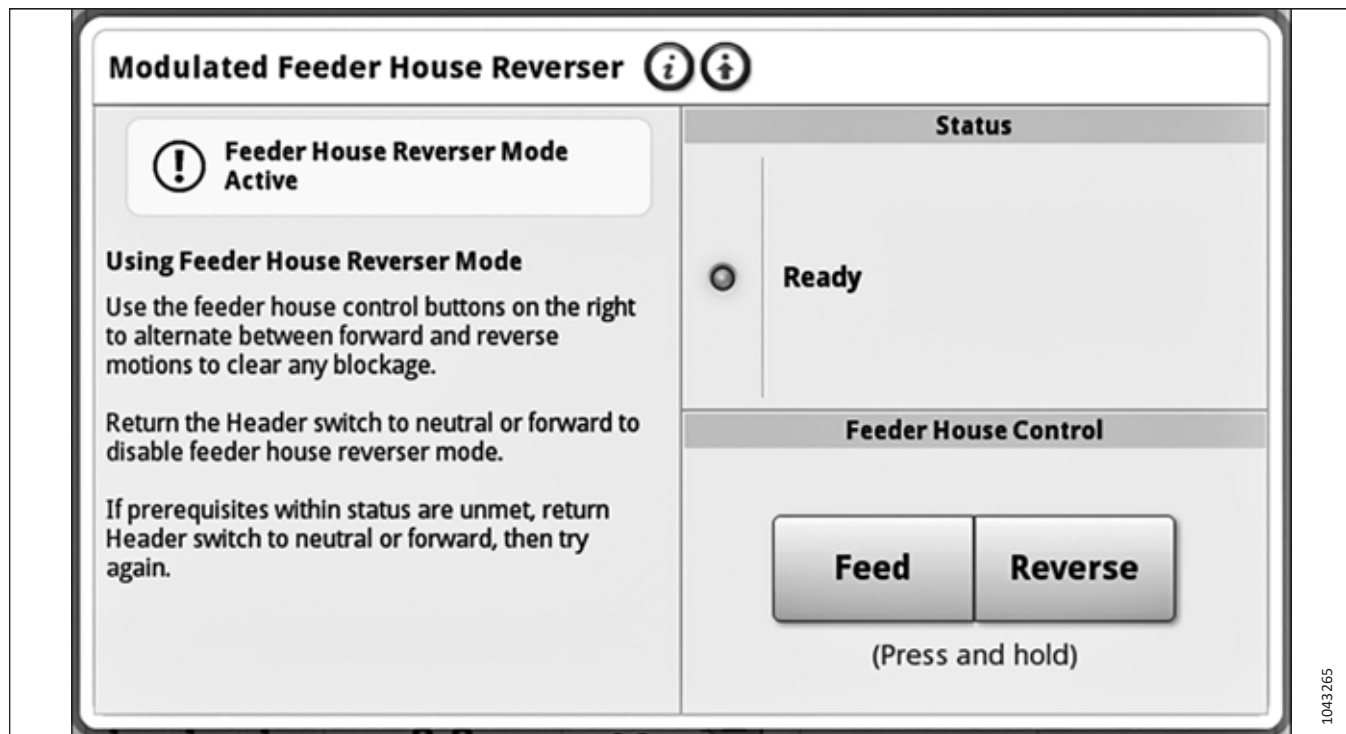 Modulated Feeder House Reverser
Feeder House Reverser Mode
Active
Using Feeder House Reverser Mode
Use the feeder house control buttons on the right
to alternate between forward and reverse
motions to clear any blockage.
Return the Header switch to neutral or forward to
disable feeder house reverser mode.
If prerequisites within status are unmet, return
Header switch to neutral or forward, then try
again.
Status
Ready
Feeder House Control
Feed Reverse
(Press and hold)
1043265